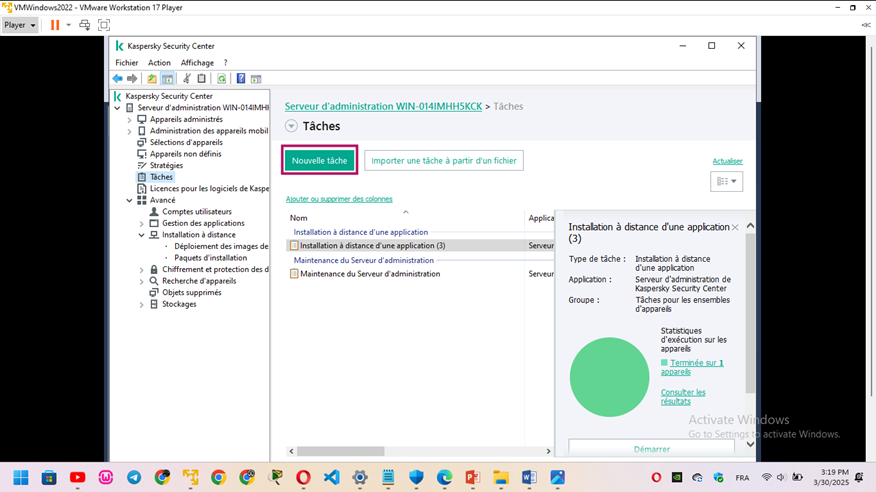 VMWindows2022 - VMware Workstation 17 Player
Player
Kaspersky Security Center
Fichier Action Affichage ?
Kaspersky Security Center
Serveur d'administration WIN-014IMHH
Appareils administrés
Administration des appareils mobil
Sélections d'appareils
Appareils non définis
Stratégies
Tâches
Licences pour les logiciels de Kaspe
Avancé
Comptes utilisateurs
Gestion des applications
Installation à distance
Déploiement des images de
Paquets d'installation
Chiffrement et protection des d
Recherche d'appareils
Objets supprimés
Stockages
Serveur d'administration WIN-014IMHH5KCK > Tâches
Tâches
Nouvelle tâche
Importer une tâche à partir d'un fichier
Actualiser
Ajouter ou supprimer des colonnes
Nom Applica
Installation à distance d'une application
Installation à distance d'une application (3) Serveur
Maintenance du Serveur d'administration
Maintenance du Serveur d'administration Serveur
Installation à distance d'une application
(3)
Type de tâche : Installation à distance
d'une application
Application : Serveur d'administration de
Kaspersky Security Center
Groupe : Tâches pour les ensembles
d'appareils
Statistiques
d'exécution sur les
appareils
Terminée sur 1
appareils
Consulter les
résultats
Démarrer
Activate Windows
Go to Settings to activate Windows.
FRA
3:19 PM
3/30/2025